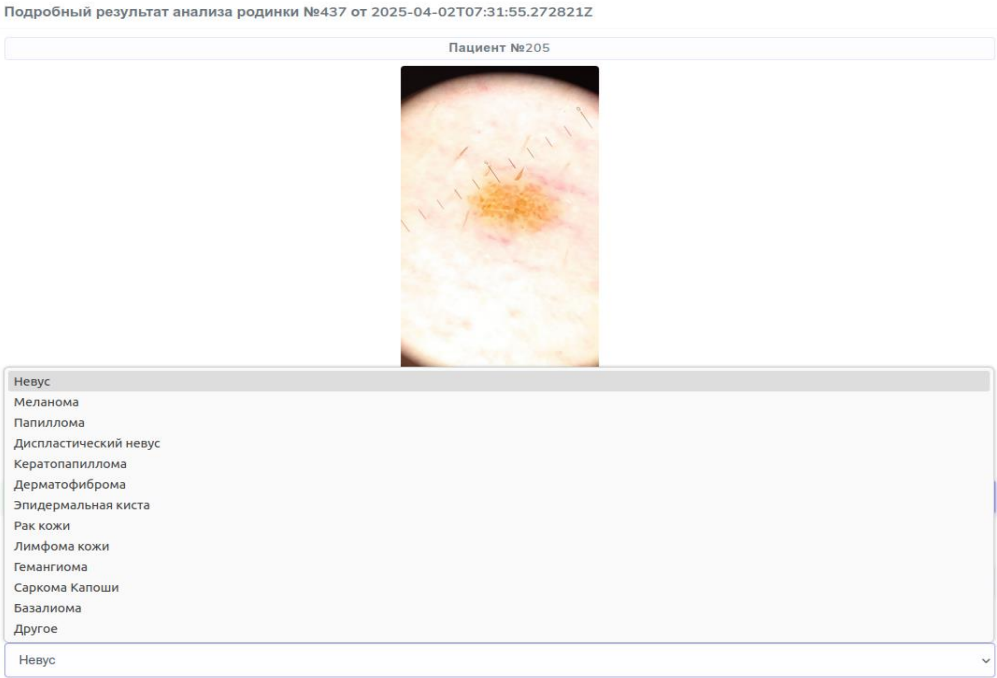 Подробный результат анализа родинки №437 от 2025-04-02T07:31:55.272821Z
Пациент №205
Невус
Меланома
Папиллома
Диспластический невус
Кератопапиллома
Дерматофиброма
Эпидермальная киста
Рак кожи
Лимфома кожи
Гемангиома
Саркома Капоши
Базалиома
Другое
Невус